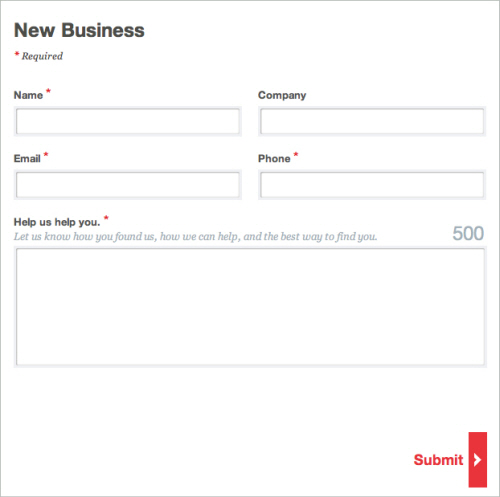 New Business
* Required
Name * Company
Email * Phone *
Help us help you. *
Let us know how you found us, how we can help, and the best way to find you. 500
Submit